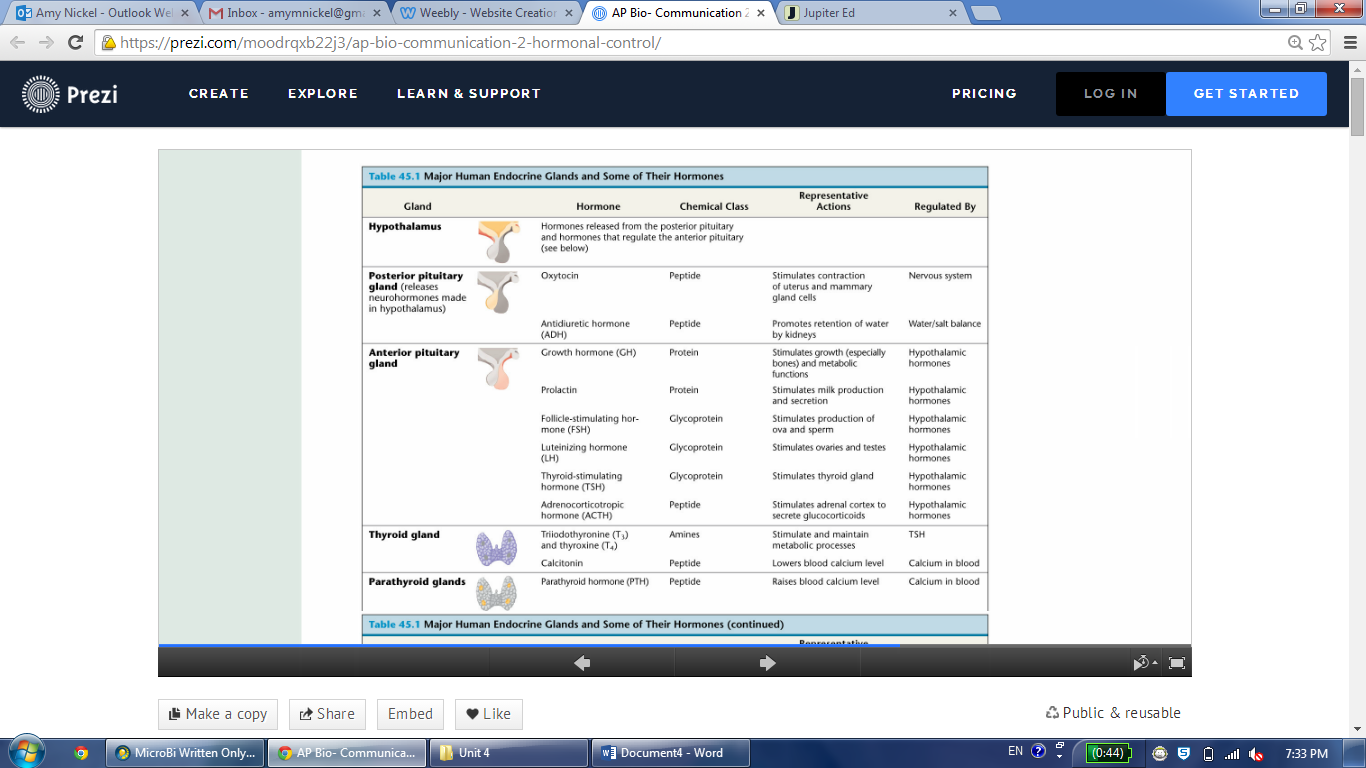 Amy Nickel - Outlook We
Inbox - amymnickel@gma
Weebly - Website Creation
AP Bio- Communication 2
Jupiter Ed
https://prezi.com/moodrqxb22j3/ap-bio-communication-2-hormonal-control/
Prezi CREATE EXPLORE LEARN & SUPPORT PRICING LOG IN GET STARTED
Table 45.1 Major Human Endocrine Glands and Some of Their Hormones
Representative
Gland Hormone Chemical Class Actions Regulated By
Hypothalamus Hormones released from the posterior pituitary
and hormones that regulate the anterior pituitary
(see below)
Posterior pituitary Oxytocin Peptide Stimulates contraction Nervous system
gland (releases of uterus and mammary
neurohormones made gland cells
in hypothalamus)
Antidiuretic hormone Peptide Promotes retention of water Water/salt balance
(ADH) by kidneys
Anterior pituitary Growth hormone (GH) Protein Stimulates growth (especially Hypothalamic
gland bones) and metabolic hormones
functions
Prolactin Protein Stimulates milk production Hypothalamic
and secretion hormones
Follicle-stimulating hor- Glycoprotein Stimulates production of Hypothalamic
mone (FSH) ova and sperm hormones
Luteinizing hormone Glycoprotein Stimulates ovaries and testes Hypothalamic
(LH) hormones
Thyroid-stimulating Glycoprotein Stimulates thyroid gland Hypothalamic
hormone (TSH) hormones
Adrenocorticotropic Peptide Stimulates adrenal cortex to Hypothalamic
hormone (ACTH) secrete glucocorticoids hormones
Thyroid gland Triiodothyronine (T3) Amines Stimulate and maintain TSH
and thyroxine (T4) metabolic processes
Calcitonin Peptide Lowers blood calcium level Calcium in blood
Parathyroid glands Parathyroid hormone (PTH) Peptide Raises blood calcium level Calcium in blood
Table 45.1 Major Human Endocrine Glands and Some of Their Hormones (continued)
Representative
Make a copy Share Embed Like Public & reusable
MicroBi Written Only... AP Bio- Communica... Unit 4 Document4 - Word EN (0:44) 7:33 PM